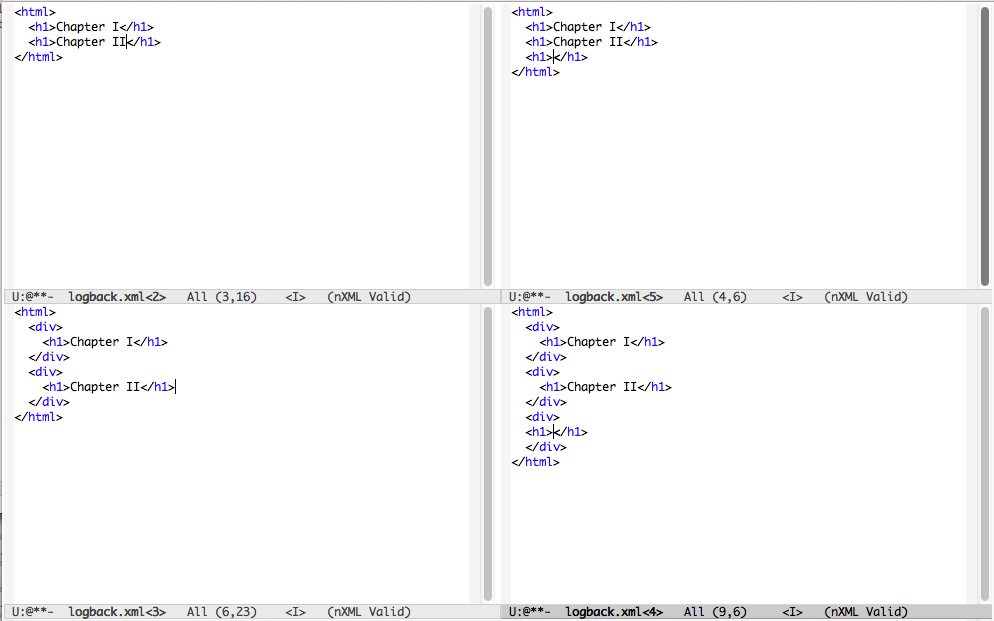 <html>
  <h1>Chapter I</h1>
  <h1>Chapter II</h1>
</html>
U:@**-  logback.xml<2>   All (3,16)    <I>   (nXML Valid)
<html>
  <h1>Chapter I</h1>
  <h1>Chapter II</h1>
  <h1></h1>
</html>
U:@**-  logback.xml<5>   All (4,6)     <I>   (nXML Valid)
<html>
  <div>
    <h1>Chapter I</h1>
  </div>
  <div>
    <h1>Chapter II</h1>
  </div>
</html>
U:@**-  logback.xml<3>   All (6,23)    <I>   (nXML Valid)
<html>
  <div>
    <h1>Chapter I</h1>
  </div>
  <div>
    <h1>Chapter II</h1>
  </div>
  <div>
  <h1></h1>
  </div>
</html>
U:@**-  logback.xml<4>   All (9,6)     <I>   (nXML Valid)